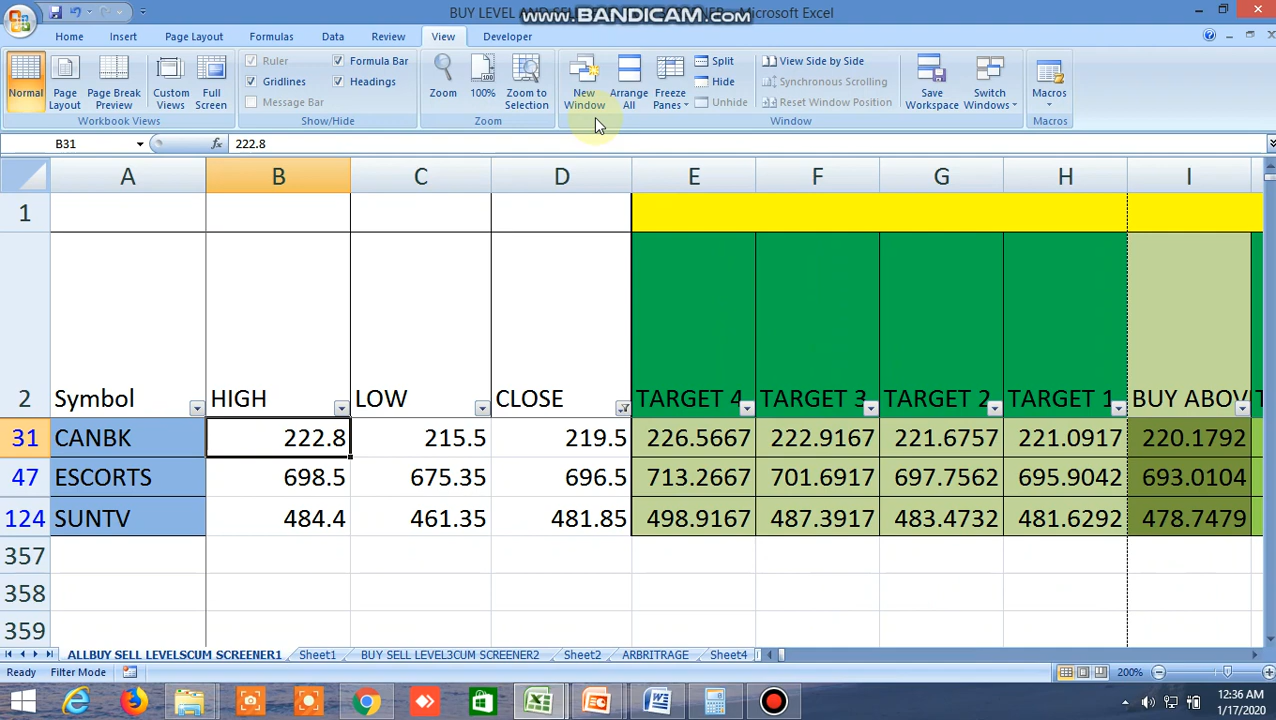 BUY LEVEL AND SE
www.BANDICAM.com
- Microsoft Excel
Home Insert Page Layout Formulas Data Review View Developer
Normal
Page Layout
Page Break Preview
Custom Views
Full Screen
Workbook Views
Ruler
Formula Bar
Gridlines
Headings
Message Bar
Show/Hide
Zoom
100%
Zoom to Selection
Zoom
New Window
Arrange All
Freeze Panes
Split
Hide
Unhide
View Side by Side
Synchronous Scrolling
Reset Window Position
Save Workspace
Switch Windows
Window
Macros
Macros
B31 fx 222.8
A B C D E F G H I
1
2 Symbol HIGH LOW CLOSE TARGET 4 TARGET 3 TARGET 2 TARGET 1 BUY ABOV T
31 CANBK 222.8 215.5 219.5 226.5667 222.9167 221.6757 221.0917 220.1792
47 ESCORTS 698.5 675.35 696.5 713.2667 701.6917 697.7562 695.9042 693.0104
124 SUNTV 484.4 461.35 481.85 498.9167 487.3917 483.4732 481.6292 478.7479
357
358
359
ALLBUY SELL LEVELSCUM SCREENER1 Sheet1 BUY SELL LEVEL3CUM SCREENER2 Sheet2 ARBRITRAGE Sheet4
Ready Filter Mode 200%
12:36 AM
1/17/2020